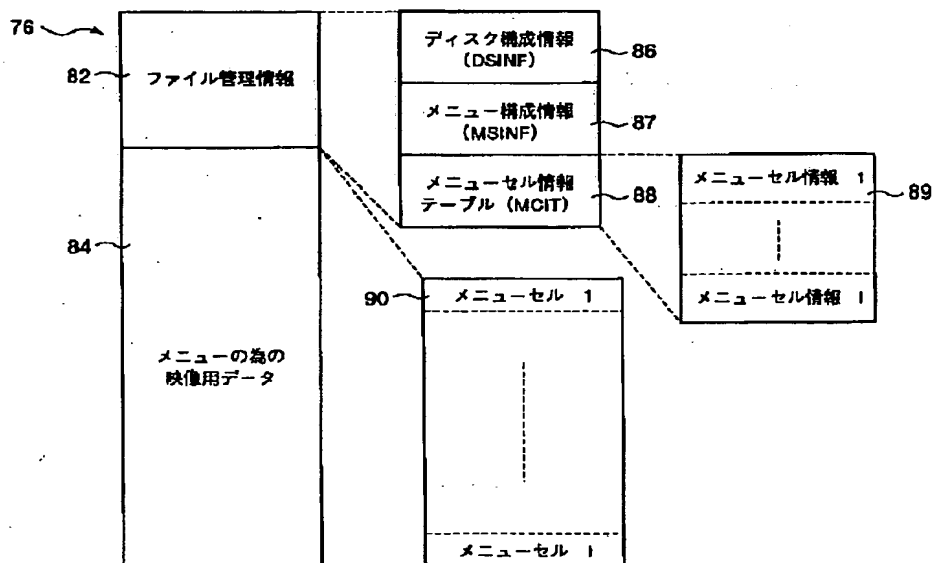 76
82
ファイル管理情報
84
メニューの為の
映像用データ
ディスク構成情報
(DSINF)
86
メニュー構成情報
(MSINF)
87
メニューセル情報
テーブル (MCIT)
88
メニューセル情報 1
89
メニューセル情報 I
90
メニューセル 1
メニューセル I